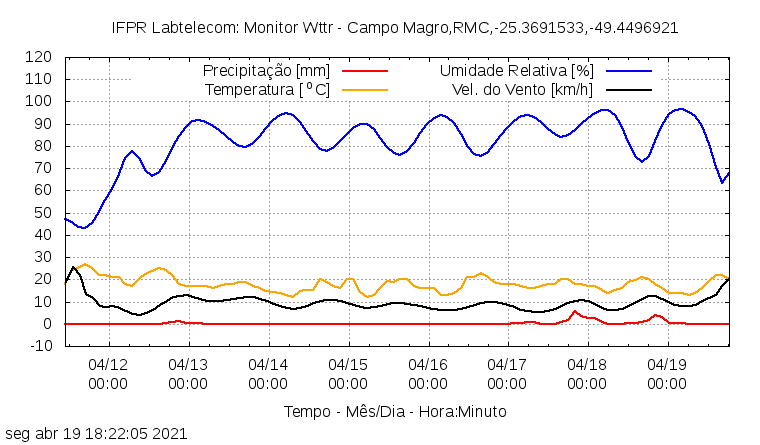 IFPR Labtelecom: Monitor Wttr - Campo Magro,RMC,-25.3691533,-49.4496921
Precipitação [mm] Umidade Relativa [%]
Temperatura [⁰C] Vel. do Vento [km/h]
120
110
100
90
80
70
60
50
40
30
20
10
0
-10
04/12 04/13 04/14 04/15 04/16 04/17 04/18 04/19
00:00 00:00 00:00 00:00 00:00 00:00 00:00 00:00
Tempo - Mês/Dia - Hora:Minuto
seg abr 19 18:22:05 2021